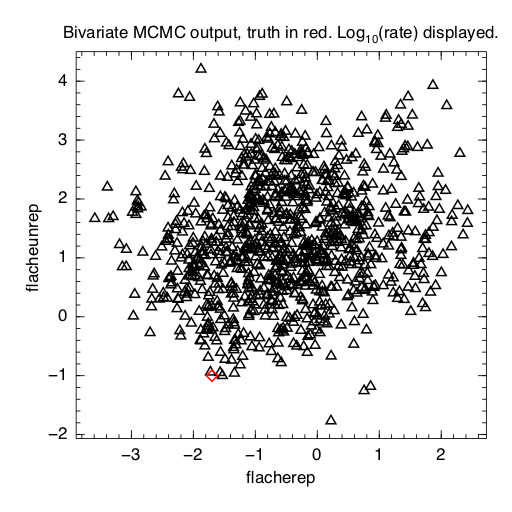 Bivariate MCMC output, truth in red. Log10(rate) displayed.
4
3
2
1
0
−1
−2
flacheunrep
−3 −2 −1 0 1 2
flacherep